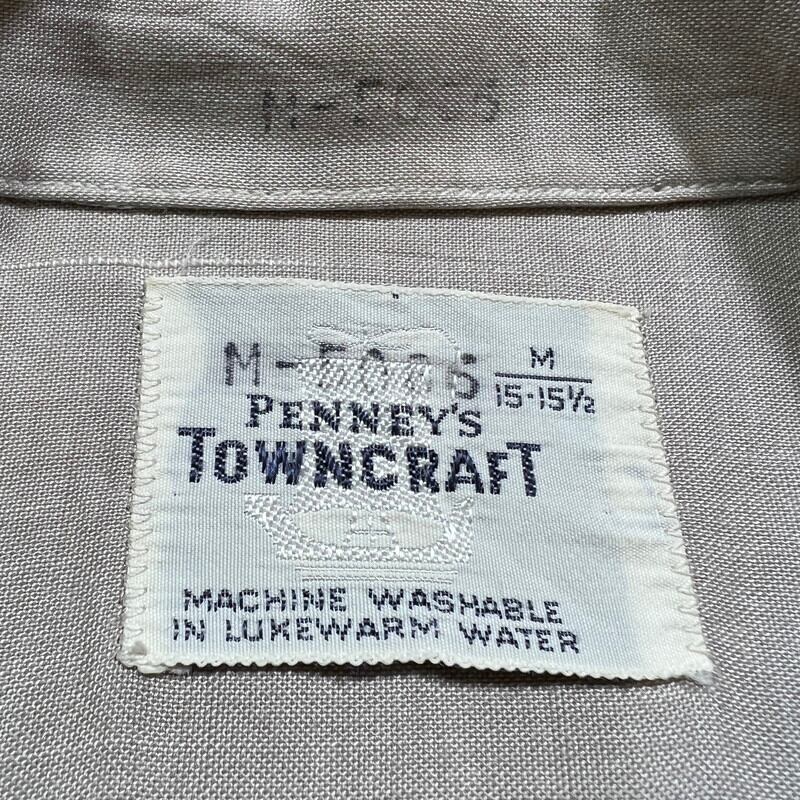 M
15-15½
PENNEY'S
TOWNCRAFT
MACHINE WASHABLE
IN LUKEWARM WATER